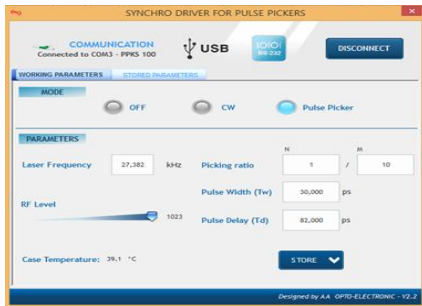 SYNCHRO DRIVER FOR PULSE PICKERS
COMMUNICATION
Connected to COM3 - PPKS 100
USB
IOIOI
RS-232
DISCONNECT
WORKING PARAMETERS STORED PARAMETERS
MODE
OFF CW Pulse Picker
PARAMETERS
N M
Laser Frequency 27,382 kHz Picking ratio 1 / 10
Pulse Width (Tw) 30,000 ps
RF Level 1023
Pulse Delay (Td) 82,000 ps
Case Temperature: 39.1 °C STORE
Designed by AA OPTO-ELECTRONIC - V2.2